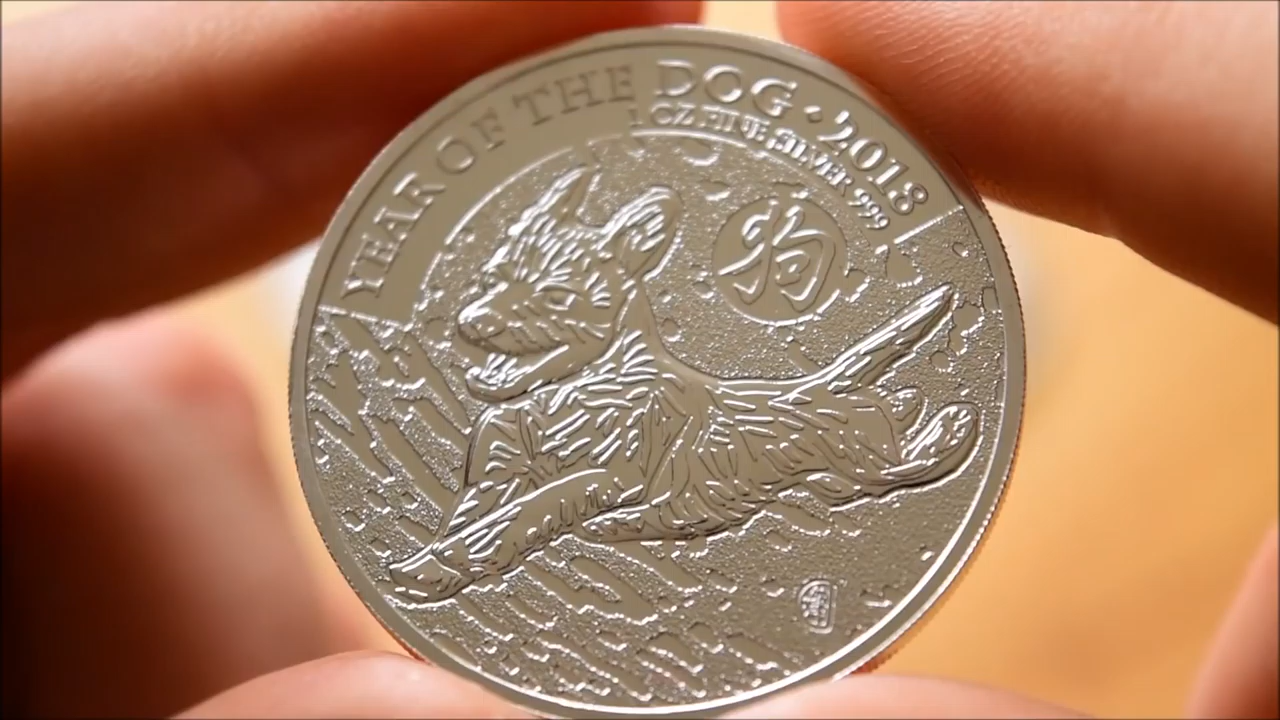 YEAR OF THE DOG · 2018
1 OZ FINE SILVER 999
狗